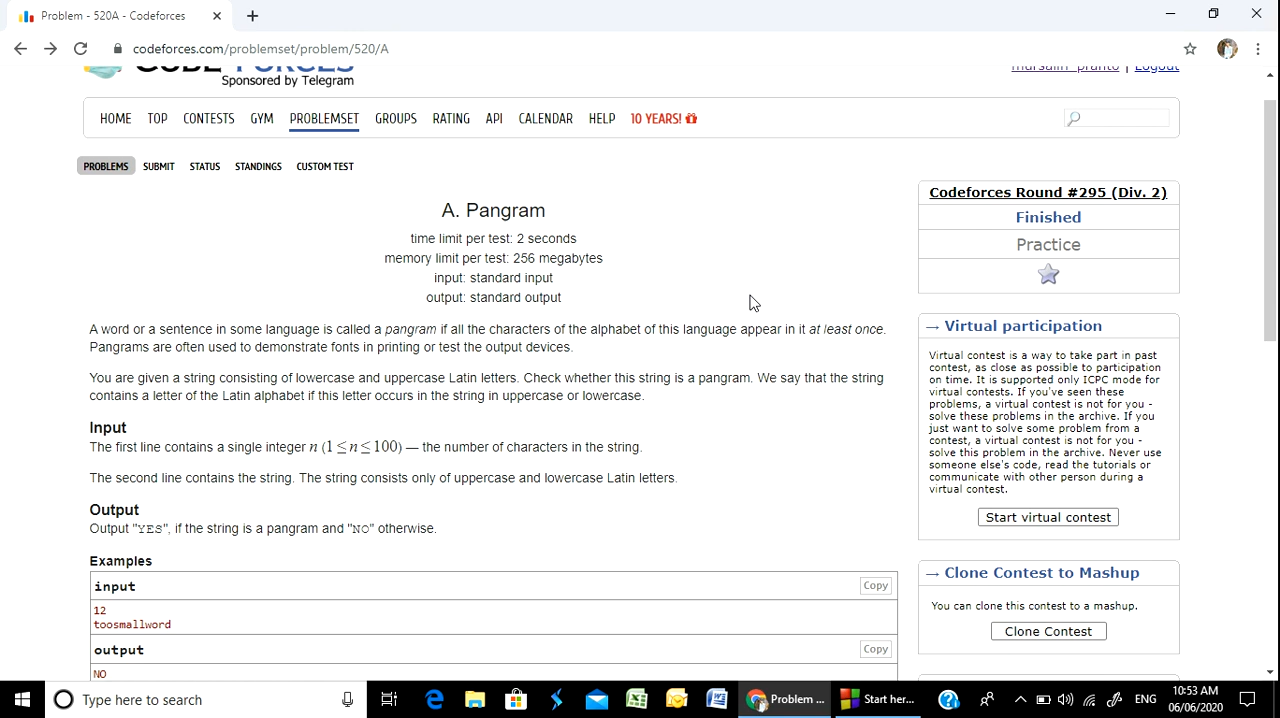 Problem - 520A - Codeforces
codeforces.com/problemset/problem/520/A
Sponsored by Telegram
| Logout
HOME TOP CONTESTS GYM PROBLEMSET GROUPS RATING API CALENDAR HELP 10 YEARS!
PROBLEMS SUBMIT STATUS STANDINGS CUSTOM TEST
A. Pangram
time limit per test: 2 seconds
memory limit per test: 256 megabytes
input: standard input
output: standard output
A word or a sentence in some language is called a pangram if all the characters of the alphabet of this language appear in it at least once.
Pangrams are often used to demonstrate fonts in printing or test the output devices.
You are given a string consisting of lowercase and uppercase Latin letters. Check whether this string is a pangram. We say that the string
contains a letter of the Latin alphabet if this letter occurs in the string in uppercase or lowercase.
Input
The first line contains a single integer n (1 ≤ n ≤ 100) — the number of characters in the string.
The second line contains the string. The string consists only of uppercase and lowercase Latin letters.
Output
Output "YES", if the string is a pangram and "NO" otherwise.
Examples
input
Copy
12
toosmallword
output
Copy
NO
Codeforces Round #295 (Div. 2)
Finished
Practice
→ Virtual participation
Virtual contest is a way to take part in past
contest, as close as possible to participation
on time. It is supported only ICPC mode for
virtual contests. If you've seen these
problems, a virtual contest is not for you -
solve these problems in the archive. If you
just want to solve some problem from a
contest, a virtual contest is not for you -
solve this problem in the archive. Never use
someone else's code, read the tutorials or
communicate with other person during a
virtual contest.
Start virtual contest
→ Clone Contest to Mashup
You can clone this contest to a mashup.
Clone Contest
Type here to search
Problem ...
Start her...
ENG
10:53 AM
06/06/2020